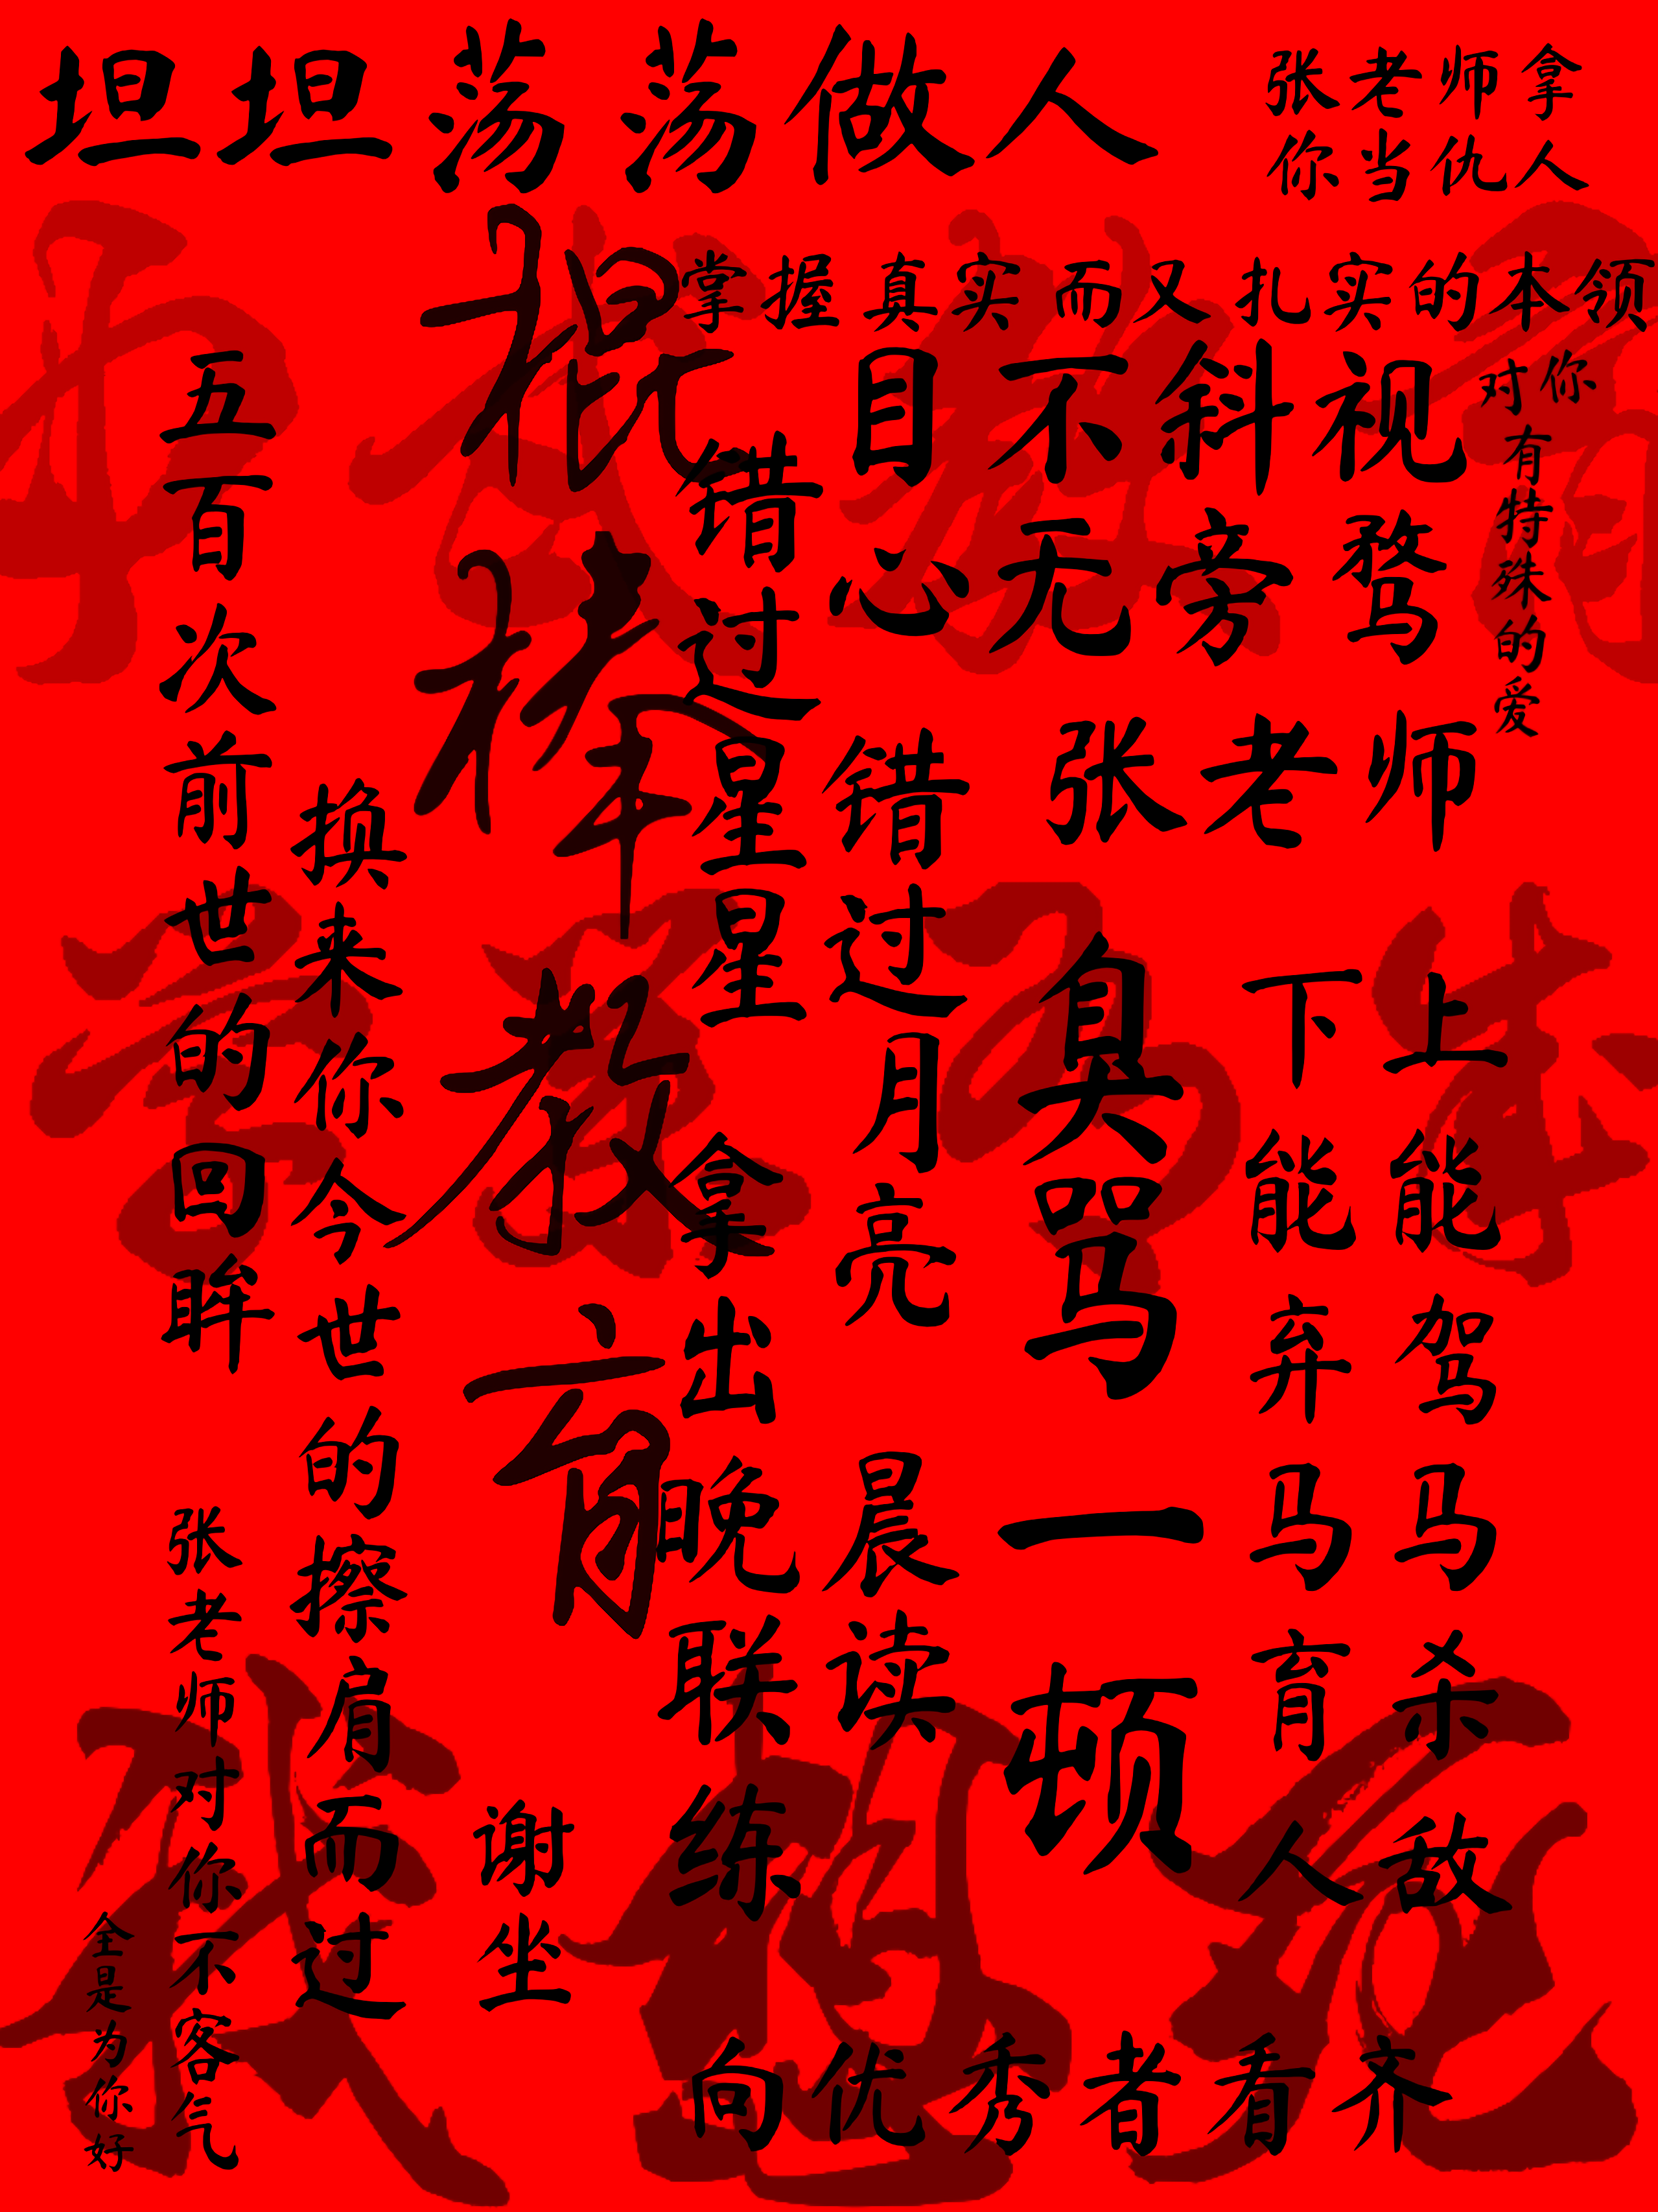 坦坦荡荡做人
张老师拿
你当仇人
掌握真实而又扎实的本领
目不斜视
心无旁骛
对你
有特殊的爱
张老师
棍棒教育
错过星星
错过月亮
臭骂一顿
上能驾马杀敌
下能弃马育人
五百次前世的回眸
换来你今世的擦肩而过
拿出晚联练
晨读
谢坐
张老师对你不客气
全是为你好
向优秀者看齐